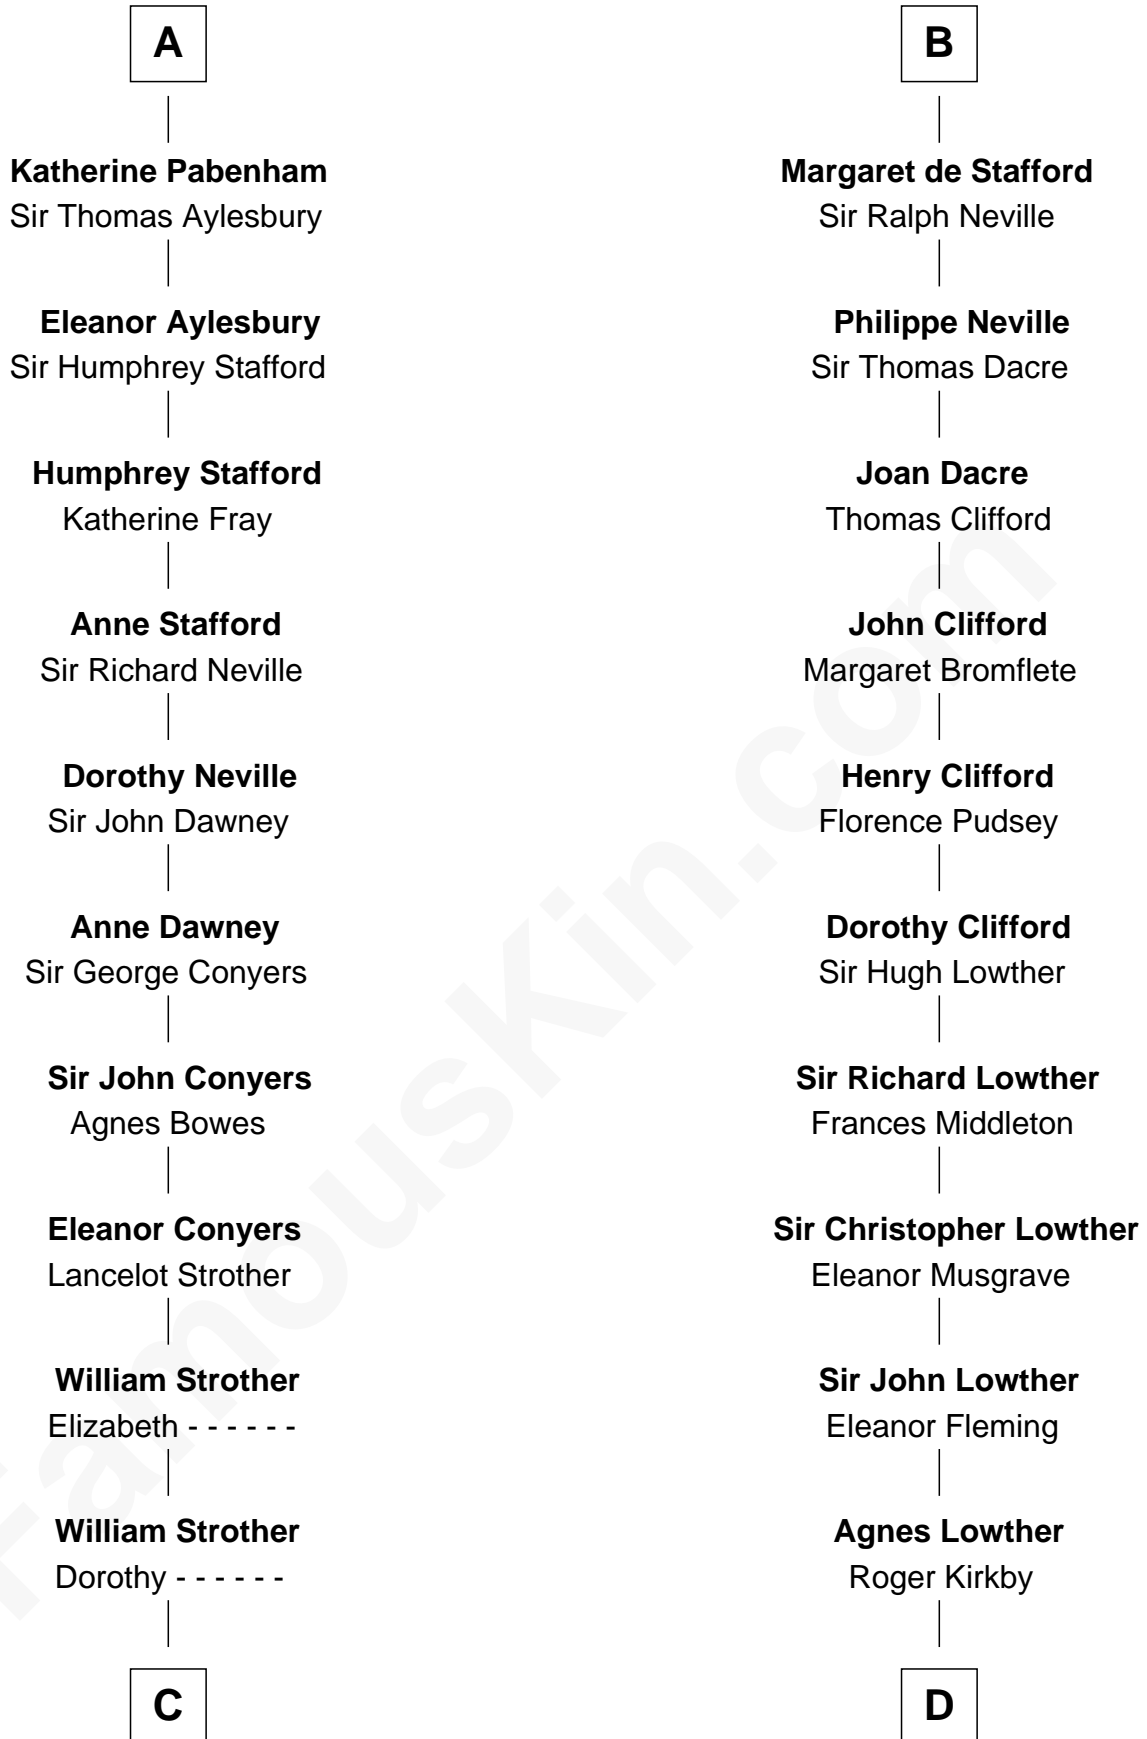 A
Katherine Pabenham
Sir Thomas Aylesbury
Eleanor Aylesbury
Sir Humphrey Stafford
Humphrey Stafford
Katherine Fray
Anne Stafford
Sir Richard Neville
Dorothy Neville
Sir John Dawney
Anne Dawney
Sir George Conyers
Sir John Conyers
Agnes Bowes
Eleanor Conyers
Lancelot Strother
William Strother
Elizabeth - - - - - -
William Strother
Dorothy - - - - - -
C
B
Margaret de Stafford
Sir Ralph Neville
Philippe Neville
Sir Thomas Dacre
Joan Dacre
Thomas Clifford
John Clifford
Margaret Bromflete
Henry Clifford
Florence Pudsey
Dorothy Clifford
Sir Hugh Lowther
Sir Richard Lowther
Frances Middleton
Sir Christopher Lowther
Eleanor Musgrave
Sir John Lowther
Eleanor Fleming
Agnes Lowther
Roger Kirkby
D
FamousKin.com